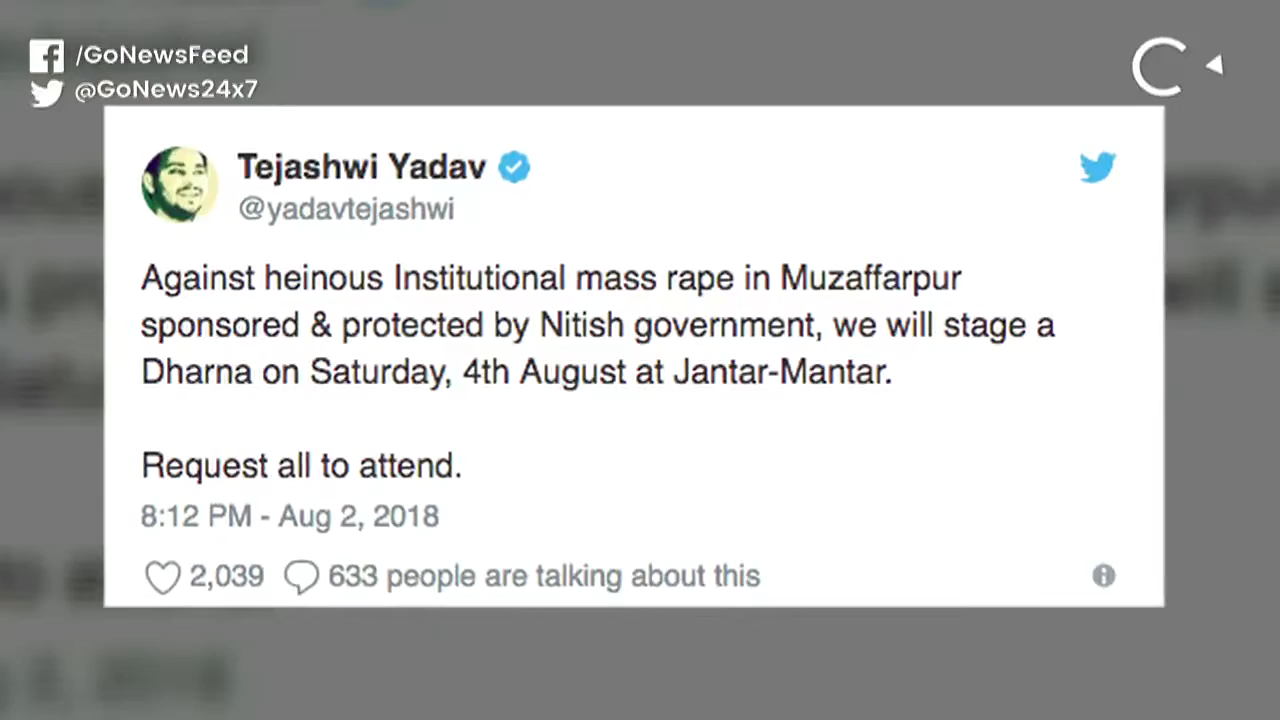 /GoNewsFeed
@GoNews24x7
Tejashwi Yadav
@yadavtejashwi
Against heinous Institutional mass rape in Muzaffarpur
sponsored & protected by Nitish government, we will stage a
Dharna on Saturday, 4th August at Jantar-Mantar.
Request all to attend.
8:12 PM - Aug 2, 2018
2,039 633 people are talking about this